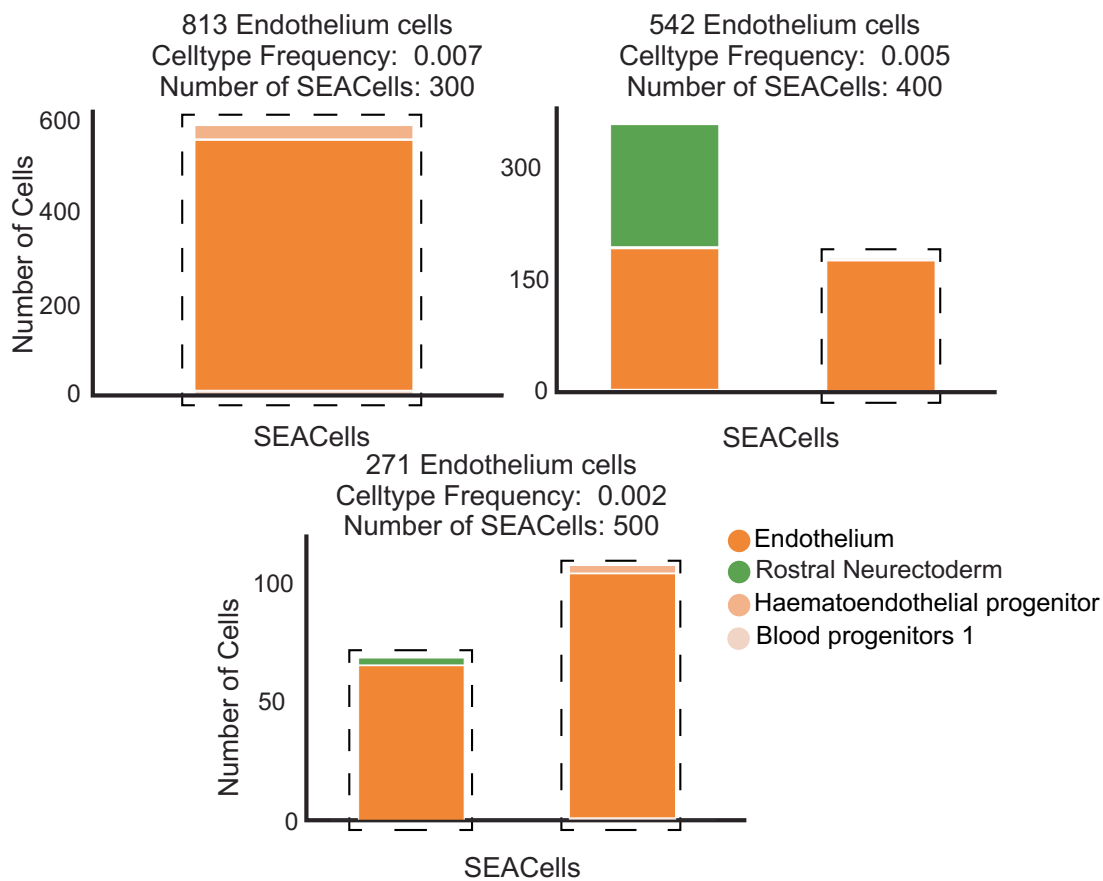 813 Endothelium cells
Celltype Frequency: 0.007
Number of SEACells: 300
600
400
200
0
Number of Cells
SEACells
542 Endothelium cells
Celltype Frequency: 0.005
Number of SEACells: 400
300
150
0
SEACells
271 Endothelium cells
Celltype Frequency: 0.002
Number of SEACells: 500
100
50
0
Number of Cells
SEACells
Endothelium
Rostral Neurectoderm
Haematoendothelial progenitor
Blood progenitors 1